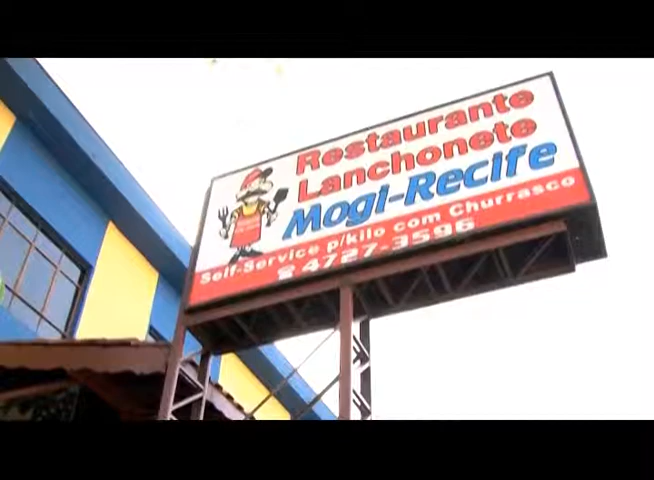 Restaurante
Lanchonete
Mogi-Recife
Self-Service p/kilo com Churrasco
☎ 4727-3596